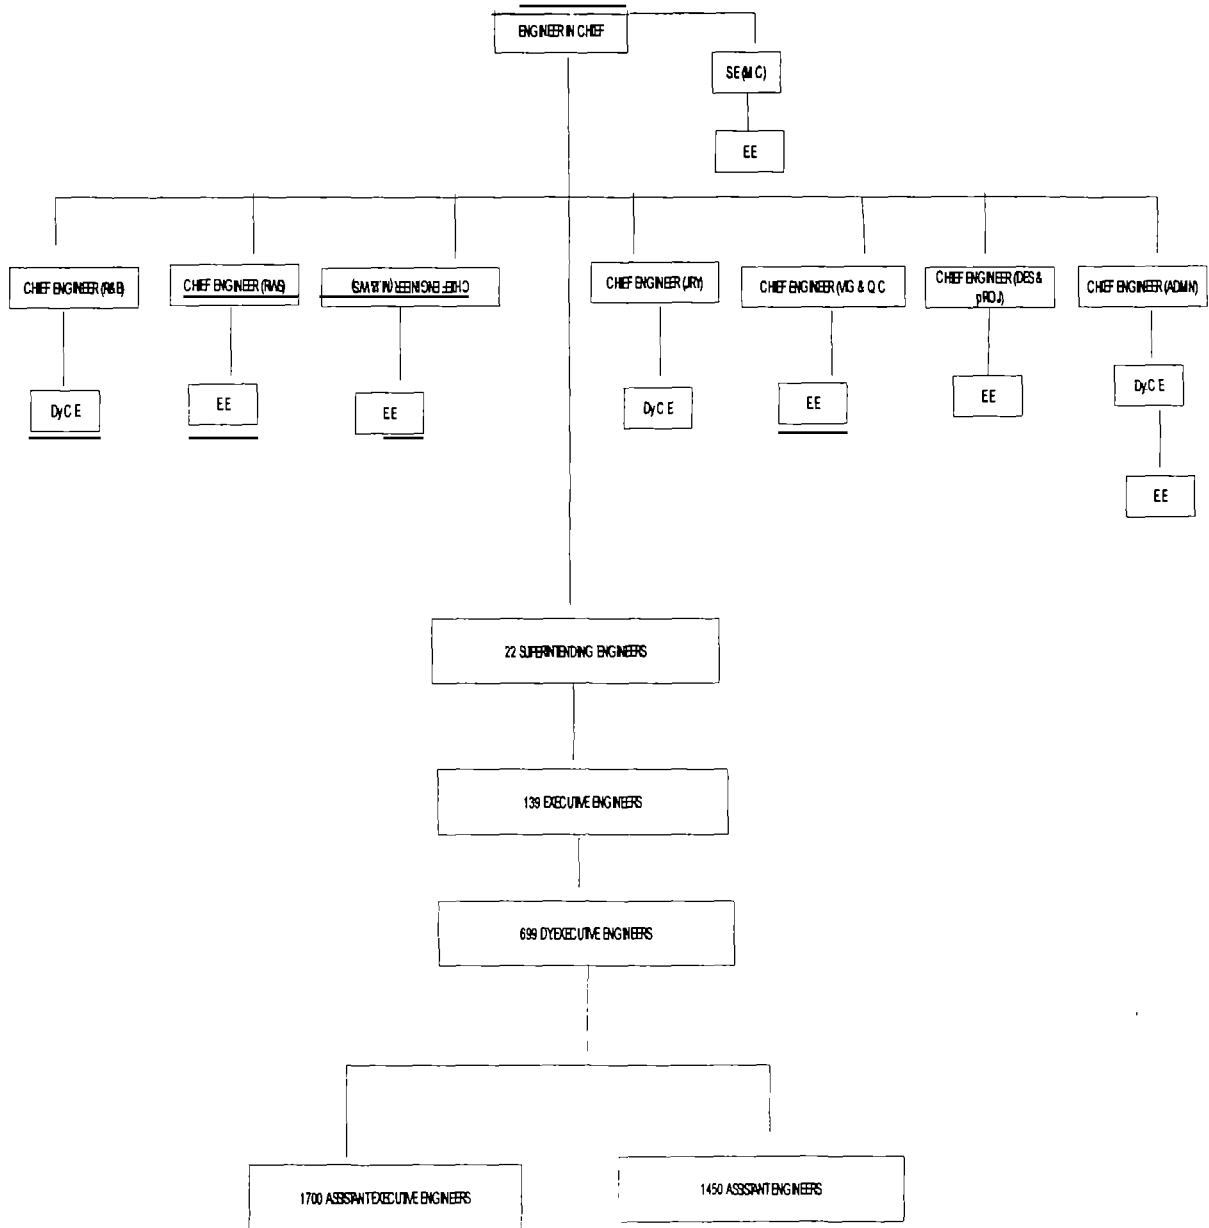 ENGINEER IN CHIEF
SE(M C)
EE
CHIEF ENGINEER (R&B)
CHIEF ENGINEER (RWS)
CHIEF ENGINEER (M.I & WS)
CHIEF ENGINEER (JRY)
CHIEF ENGINEER (VIG & Q C
CHIEF ENGINEER (DES &
pROJ)
CHIEF ENGINEER (ADMN)
DyC E
EE
EE
DyC E
EE
EE
Dy.C E
EE
22 SUPERINTENDING ENGINEERS
139 EXECUTIVE ENGINEERS
699 DY.EXECUTIVE ENGINEERS
1700 ASSISTANT EXECUTIVE ENGINEERS
1450 ASSISTANT ENGINEERS